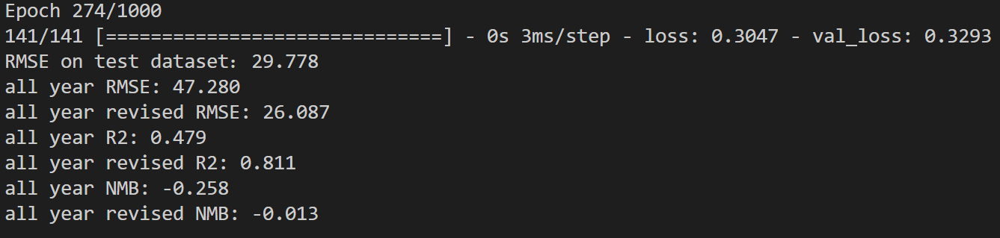 Epoch 274/1000
141/141 [==============================] - 0s 3ms/step - loss: 0.3047 - val_loss: 0.3293
RMSE on test dataset: 29.778
all year RMSE: 47.280
all year revised RMSE: 26.087
all year R2: 0.479
all year revised R2: 0.811
all year NMB: -0.258
all year revised NMB: -0.013